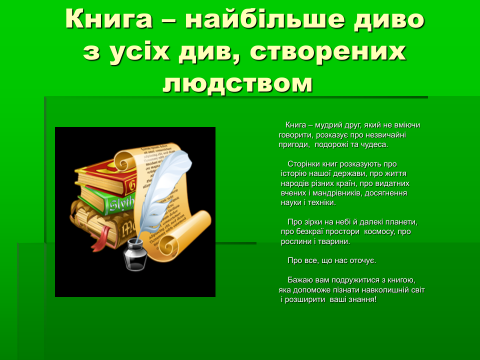 Книга – найбільше диво
з усіх див, створених
людством
Книга – мудрий друг, який не вміючи
говорити, розказує про незвичайні
пригоди, подорожі та чудеса.
Сторінки книг розказують про
історію нашої держави, про життя
народів різних країн, про видатних
вчених і мандрівників, досягнення
науки і техніки.
Про зірки на небі й далекі планети,
про безкраї простори космосу, про
рослини і тварини.
Про все, що нас оточує.
Бажаю вам подружитися з книгою,
яка допоможе пізнати навколишній світ
і розширити ваші знання!